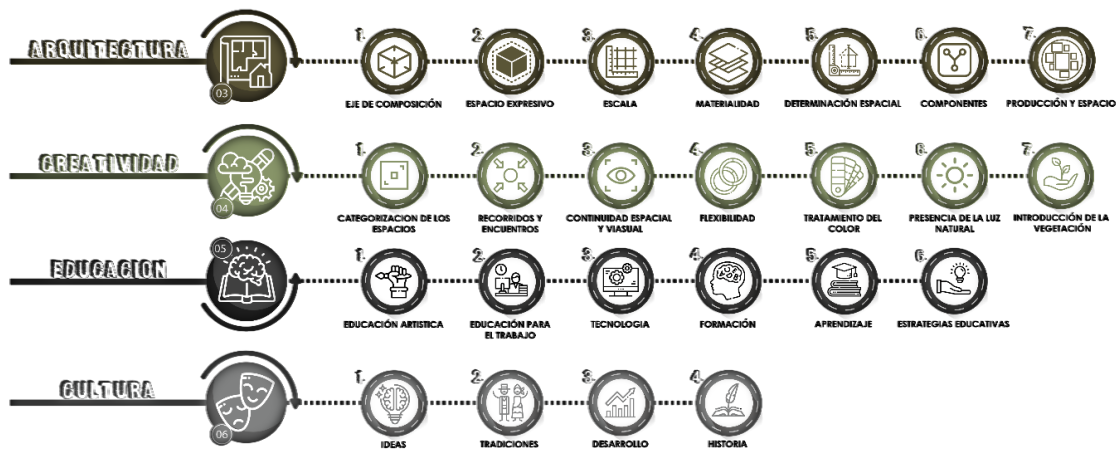 ARQUITECTURA
03
1. 2. 3. 4. 5. 6. 7.
EJE DE COMPOSICIÓN ESPACIO EXPRESIVO ESCALA MATERIALIDAD DETERMINACIÓN ESPACIAL COMPONENTES PRODUCCIÓN Y ESPACIO
CREATIVIDAD
04
1. 2. 3. 4. 5. 6. 7.
CATEGORIZACION DE LOS
ESPACIOS
RECORRIDOS Y
ENCUENTROS
CONTINUIDAD ESPACIAL
Y VIASUAL
FLEXIBILIDAD
TRATAMIENTO DEL
COLOR
PRESENCIA DE LA LUZ
NATURAL
INTRODUCCIÓN DE LA
VEGETACIÓN
EDUCACION
05
1. 2. 3. 4. 5. 6.
EDUCACIÓN ARTISTICA
EDUCACIÓN PARA
EL TRABAJO
TECNOLOGIA
FORMACIÓN
APRENDIZAJE
ESTRATEGIAS EDUCATIVAS
CULTURA
06
1. 2. 3. 4.
IDEAS TRADICIONES DESARROLLO HISTORIA